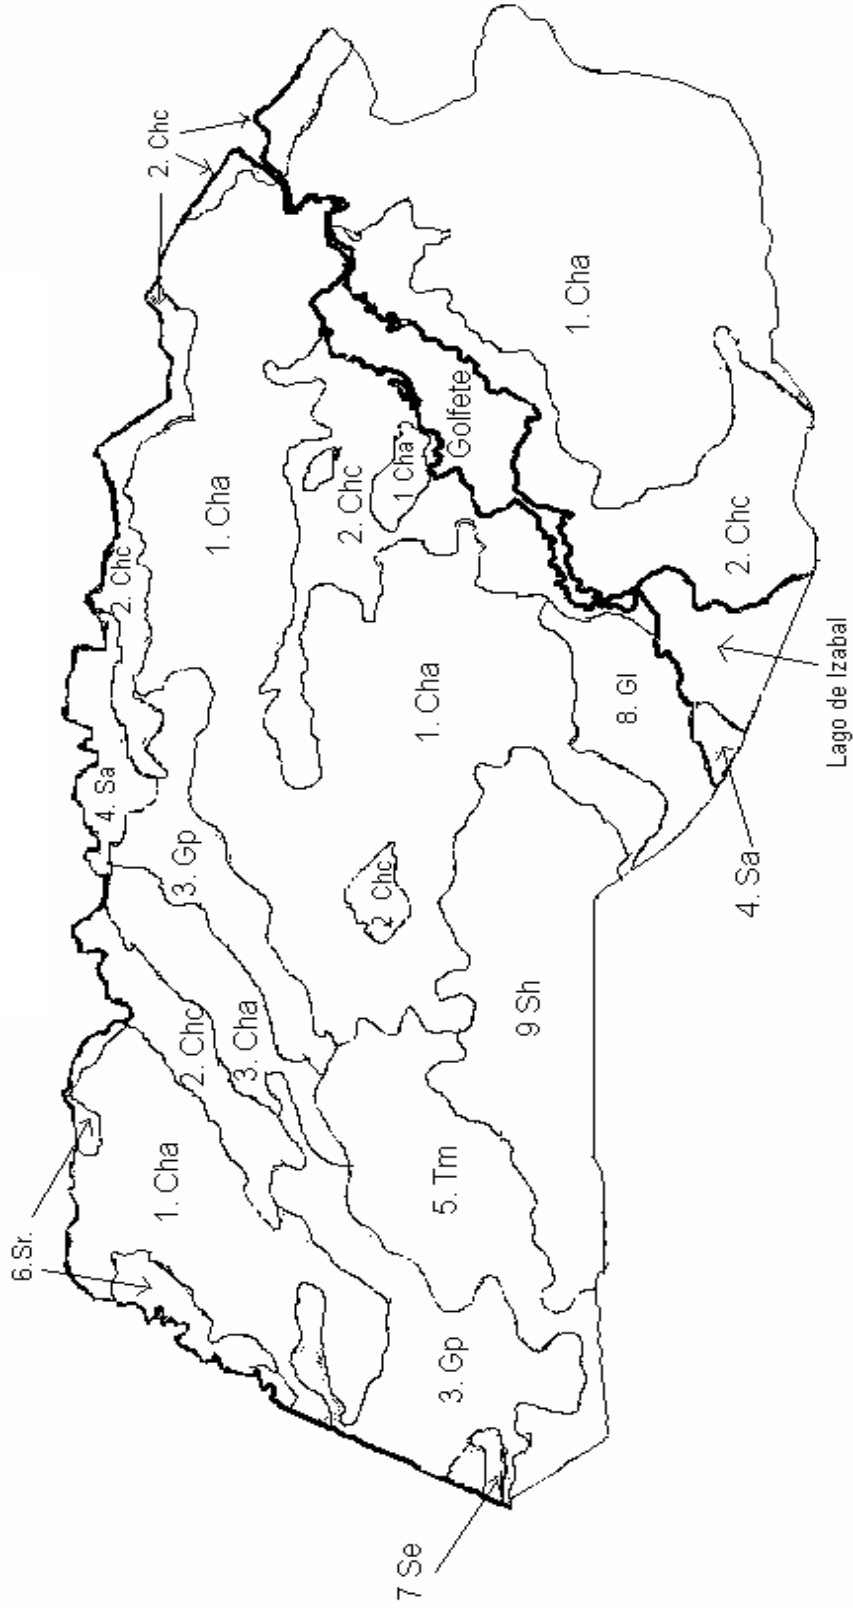 6.Sr.
4. Sa
2. Chc
2. Chc
1. Cha
3. Gp
2. Chc
1. Cha
3. Cha
2. Chc
2 Chc
1 Cha
7 Se
1. Cha
5. Tm
3. Gp
Golfete
9 Sh
1. Cha
8. Gl
2. Chc
4. Sa
Lago de Izabal